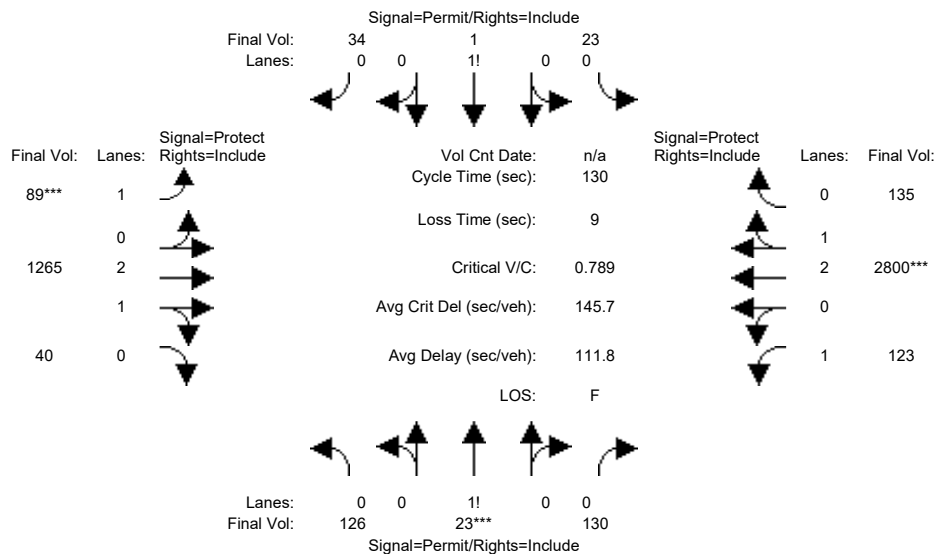 Signal=Permit/Rights=Include
Final Vol: 34 1 23
Lanes: 0 0 1! 0 0
Signal=Protect Signal=Protect
Final Vol: Lanes: Rights=Include Vol Cnt Date: n/a Rights=Include Lanes: Final Vol:
Cycle Time (sec): 130
89*** 1 0 135
Loss Time (sec): 9
0 1
1265 2 Critical V/C: 0.789 2 2800***
1 Avg Crit Del (sec/veh): 145.7 0
40 0 Avg Delay (sec/veh): 111.8 1 123
LOS: F
Lanes: 0 0 1! 0 0
Final Vol: 126 23*** 130
Signal=Permit/Rights=Include